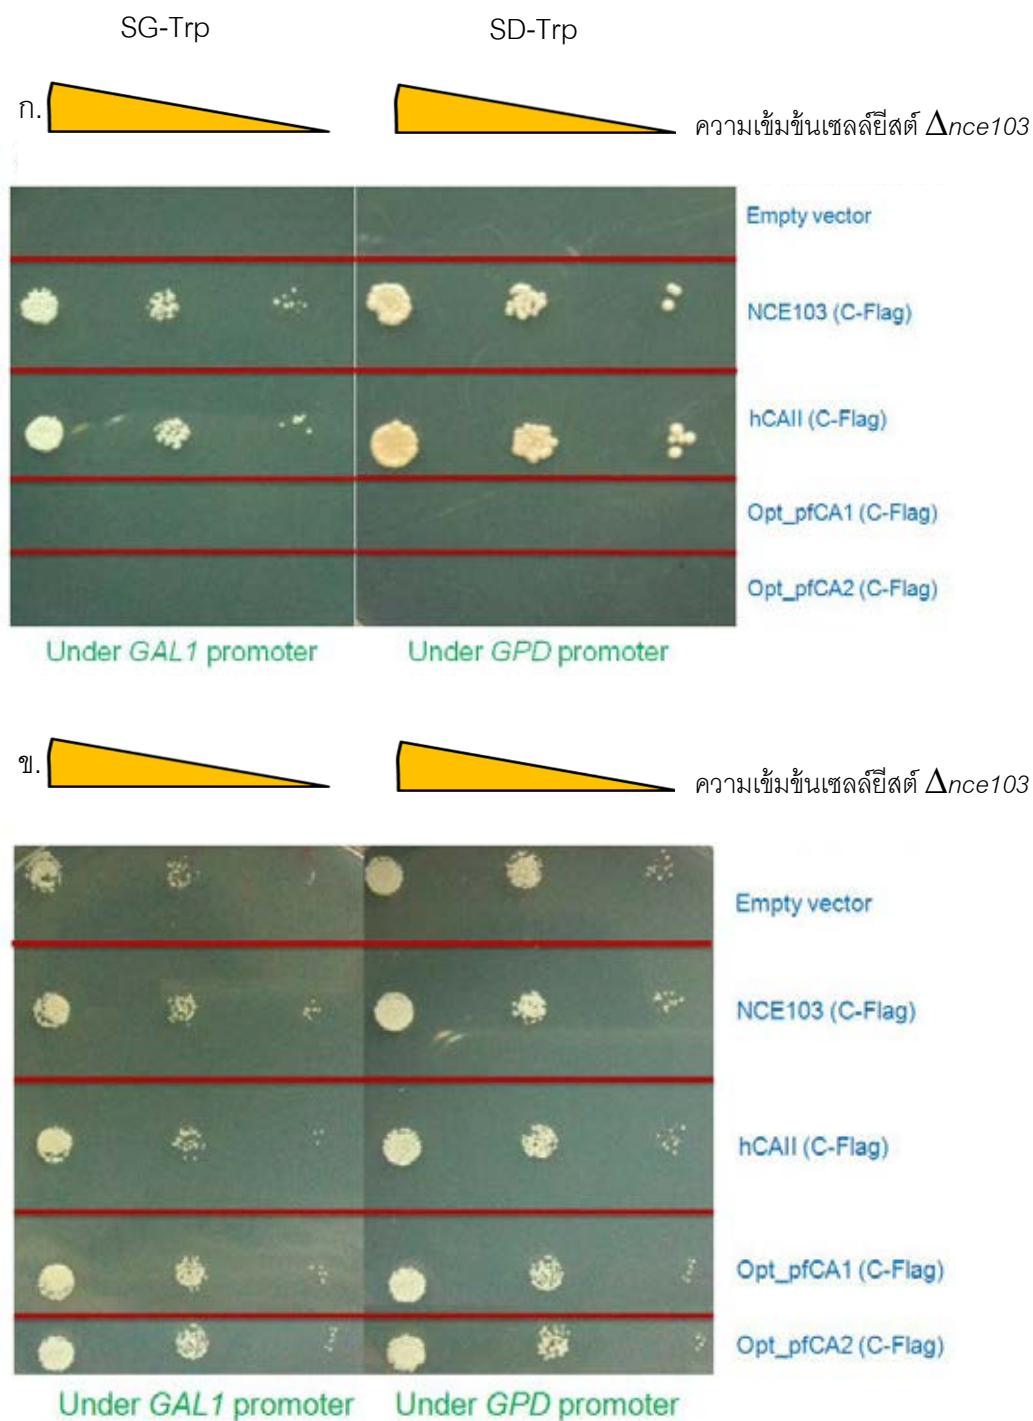 SG-Trp SD-Trp
ก. ความเข้มข้นเซลล์ยีสต์ Δnce103
Empty vector
NCE103 (C-Flag)
hCAII (C-Flag)
Opt_pfCA1 (C-Flag)
Opt_pfCA2 (C-Flag)
Under GAL1 promoter Under GPD promoter
ข. ความเข้มข้นเซลล์ยีสต์ Δnce103
Empty vector
NCE103 (C-Flag)
hCAII (C-Flag)
Opt_pfCA1 (C-Flag)
Opt_pfCA2 (C-Flag)
Under GAL1 promoter Under GPD promoter